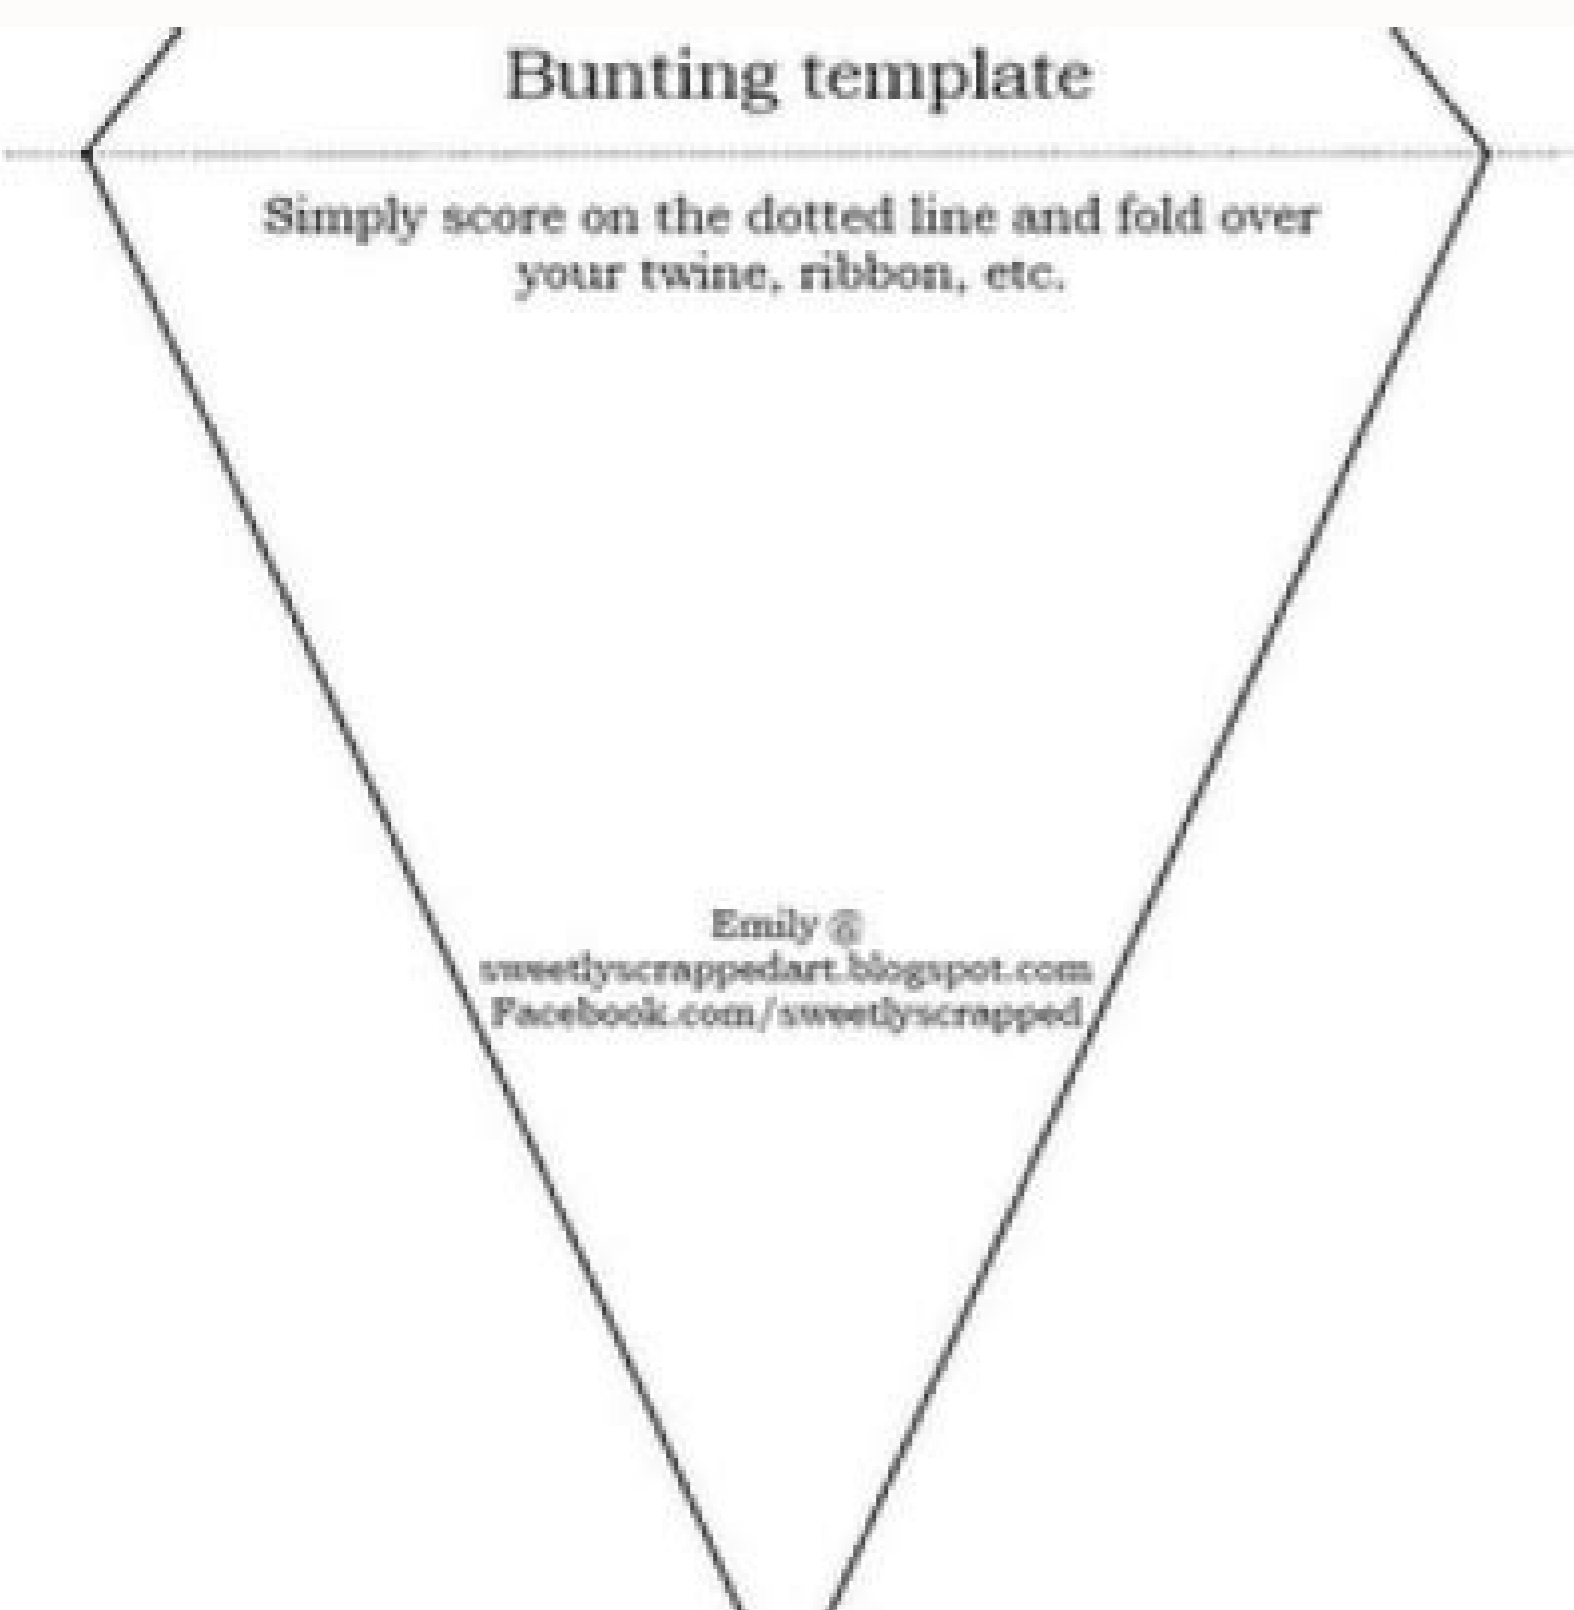 Bunting template
Simply score on the dotted line and fold over
your twine, ribbon, etc.
Emily @
sweetlyscrappedart.blogspot.com
Facebook.com/sweetlyscrapped